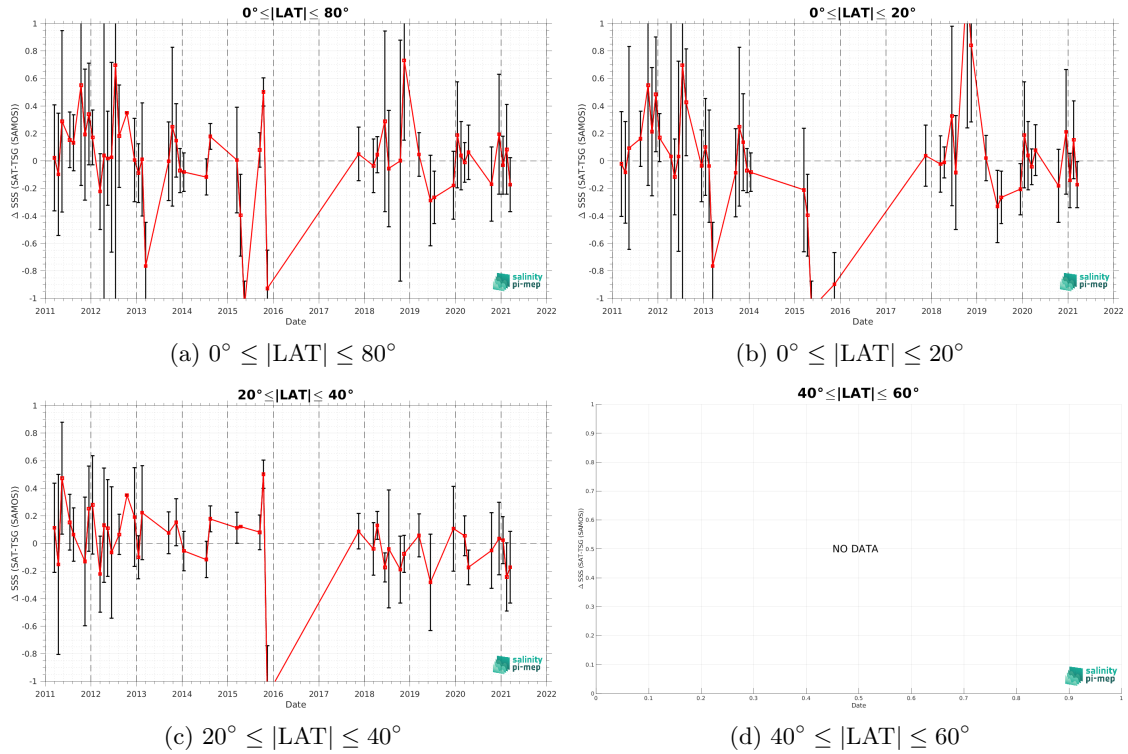 0°≤|LAT|≤ 80°
1
0.8
0.6
0.4
0.2
0
-0.2
-0.4
-0.6
-0.8
-1
Δ SSS (SAT-TSG (SAMOS))
2011 2012 2013 2014 2015 2016 2017 2018 2019 2020 2021 2022
Date
salinity
pi-mep
(a) 0° ≤ |LAT| ≤ 80°
0°≤|LAT|≤ 20°
1
0.8
0.6
0.4
0.2
0
-0.2
-0.4
-0.6
-0.8
-1
Δ SSS (SAT-TSG (SAMOS))
2011 2012 2013 2014 2015 2016 2017 2018 2019 2020 2021 2022
Date
salinity
pi-mep
(b) 0° ≤ |LAT| ≤ 20°
20°≤|LAT|≤ 40°
1
0.8
0.6
0.4
0.2
0
-0.2
-0.4
-0.6
-0.8
-1
Δ SSS (SAT-TSG (SAMOS))
2011 2012 2013 2014 2015 2016 2017 2018 2019 2020 2021 2022
Date
salinity
pi-mep
(c) 20° ≤ |LAT| ≤ 40°
40°≤|LAT|≤ 60°
1
0.9
0.8
0.7
0.6
0.5
0.4
0.3
0.2
0.1
0
Δ SSS (SAT-TSG (SAMOS))
NO DATA
0 0.1 0.2 0.3 0.4 0.5 0.6 0.7 0.8 0.9 1
Date
salinity
pi-mep
(d) 40° ≤ |LAT| ≤ 60°